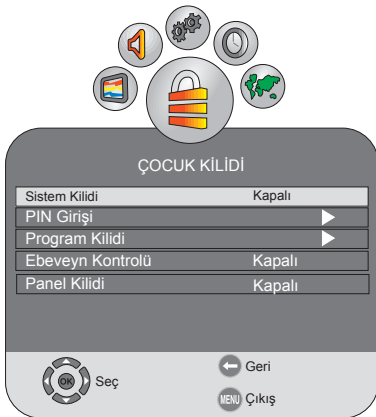 ÇOCUK KİLİDİ
Sistem Kilidi Kapalı
PIN Girişi
Program Kilidi
Ebeveyn Kontrolü Kapalı
Panel Kilidi Kapalı
OK Seç
Geri
MENU Çıkış